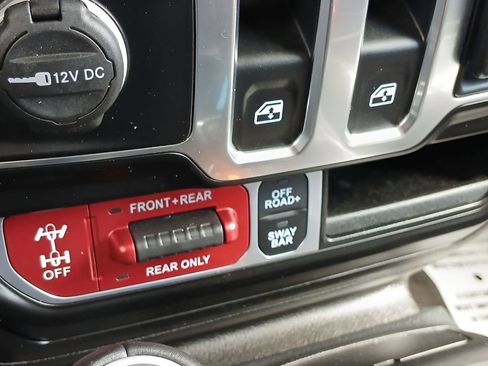 12V DC
FRONT+REAR
OFF
ROAD+
OFF
REAR ONLY
SWAY
BAR